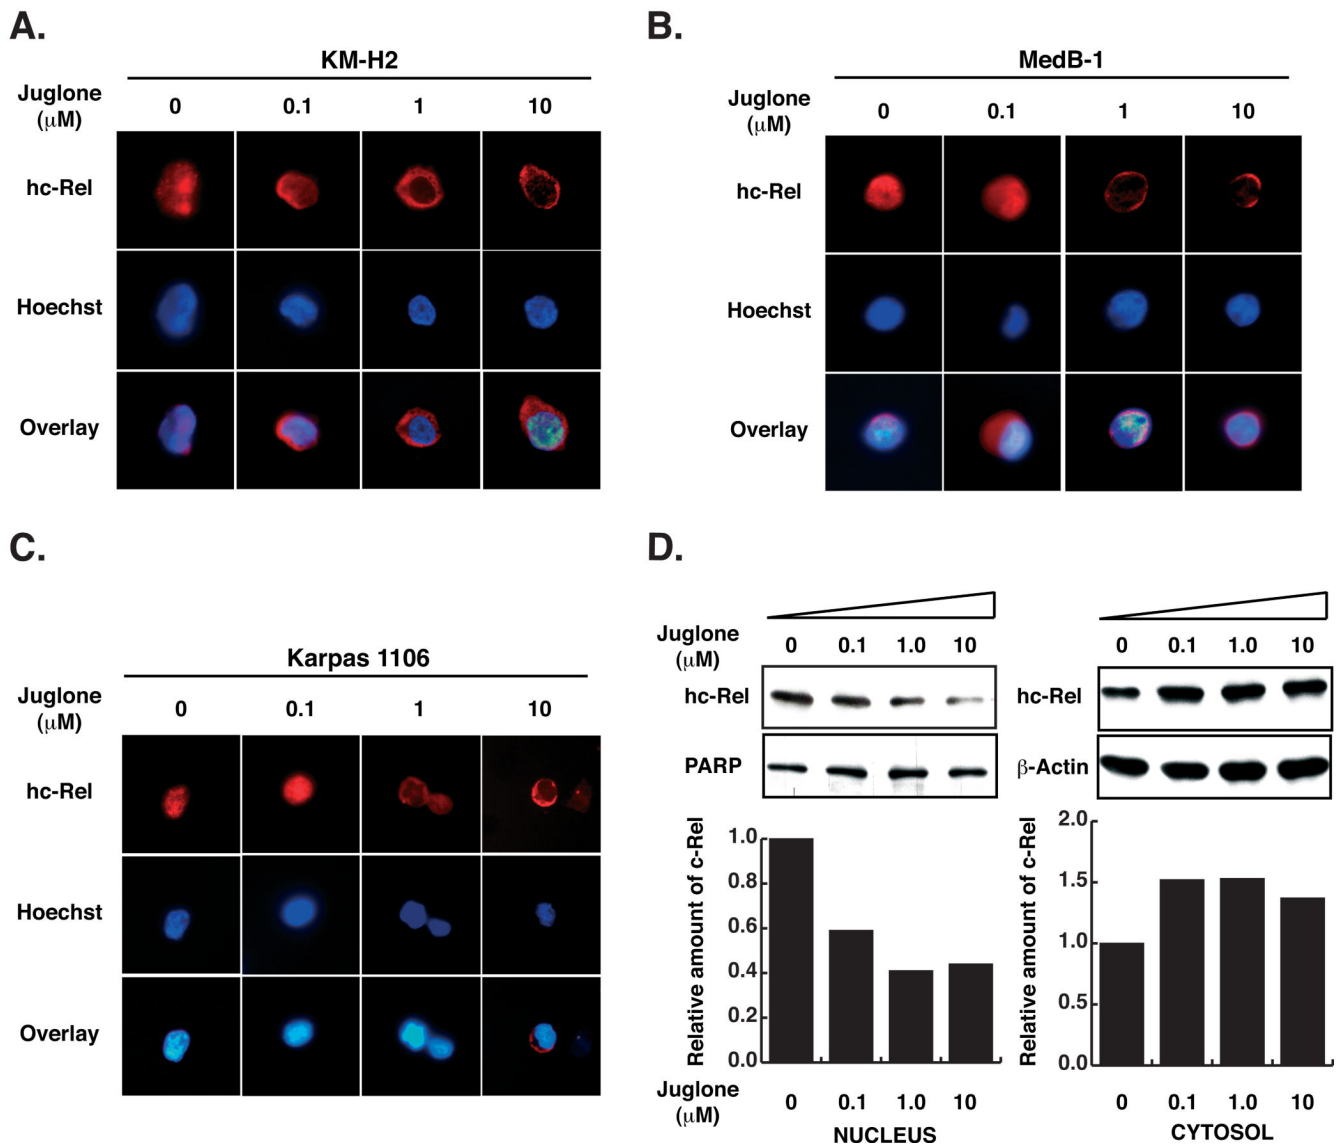 A.
KM-H2
Juglone
(μM)
0 0.1 1 10
hc-Rel
Hoechst
Overlay
B.
MedB-1
Juglone
(μM)
0 0.1 1 10
hc-Rel
Hoechst
Overlay
C.
Karpas 1106
Juglone
(μM)
0 0.1 1 10
hc-Rel
Hoechst
Overlay
D.
Juglone
(μM)
0 0.1 1.0 10
hc-Rel
PARP
Relative amount of c-Rel
1.0
0.8
0.6
0.4
0.2
0.0
Juglone
(μM)
0 0.1 1.0 10
NUCLEUS
0 0.1 1.0 10
hc-Rel
β-Actin
Relative amount of c-Rel
2.0
1.5
1.0
0.5
0.0
0 0.1 1.0 10
CYTOSOL